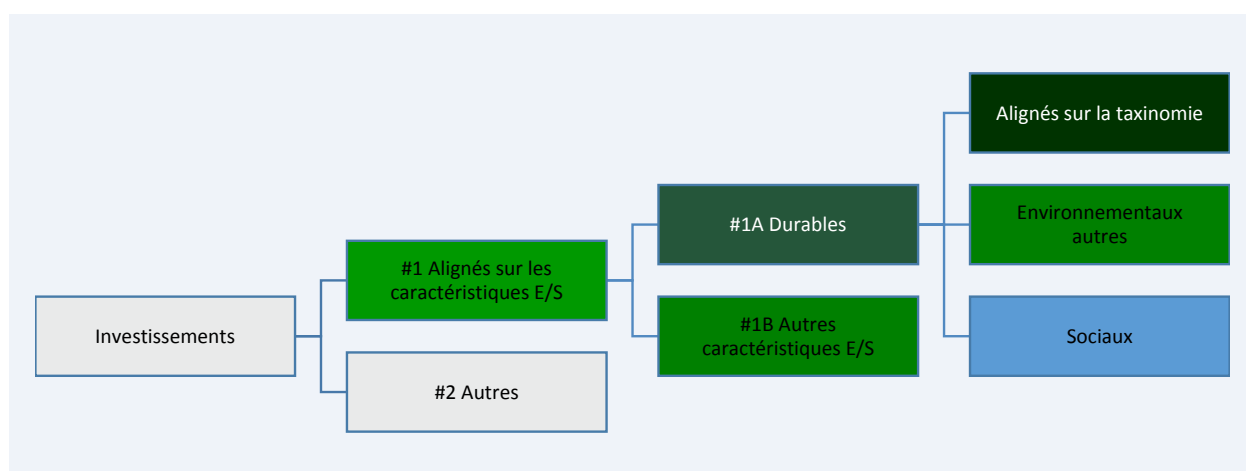 Investissements
#1 Alignés sur les
caractéristiques E/S
#2 Autres
#1A Durables
#1B Autres
caractéristiques E/S
Alignés sur la taxinomie
Environnementaux
autres
Sociaux